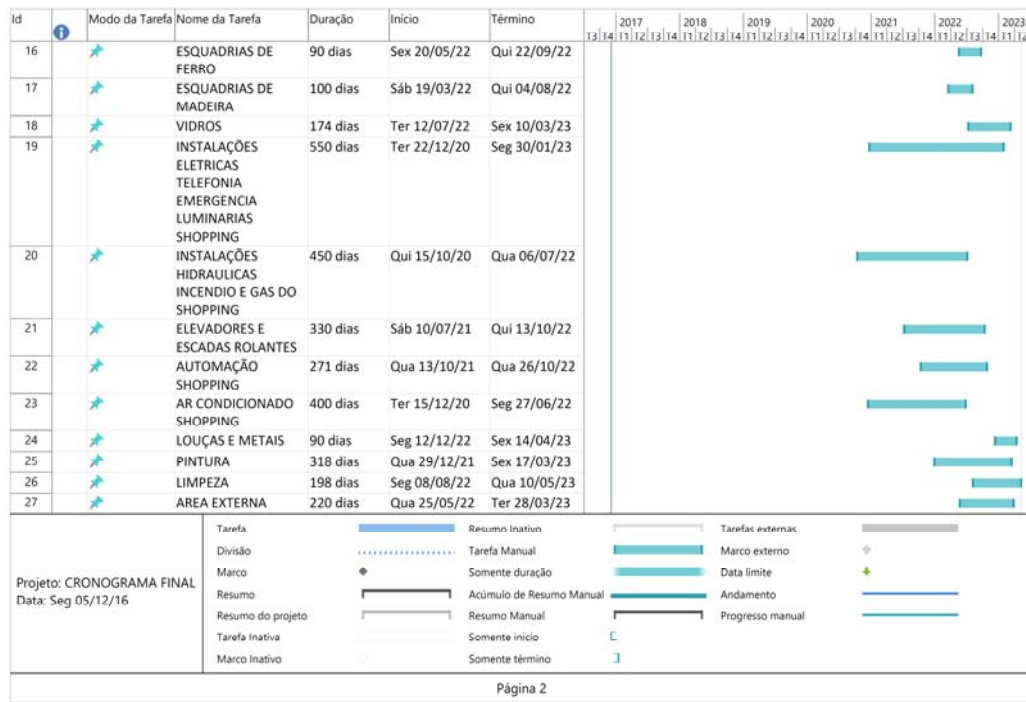 Id Modo da Tarefa Nome da Tarefa Duração Início Término 2017 2018 2019 2020 2021 2022 2023
16 ESQUADRIAS DE 90 dias Sex 20/05/22 Qui 22/09/22
FERRO
17 ESQUADRIAS DE 100 dias Sáb 19/03/22 Qui 04/08/22
MADEIRA
18 VIDROS 174 dias Ter 12/07/22 Sex 10/03/23
19 INSTALAÇÕES 550 dias Ter 22/12/20 Seg 30/01/23
ELETRICAS
TELEFONIA
EMERGENCIA
LUMINARIAS
SHOPPING
20 INSTALAÇÕES 450 dias Qui 15/10/20 Qua 06/07/22
HIDRAULICAS
INCENDIO E GAS DO
SHOPPING
21 ELEVADORES E 330 dias Sáb 10/07/21 Qui 13/10/22
ESCADAS ROLANTES
22 AUTOMAÇÃO 271 dias Qua 13/10/21 Qua 26/10/22
SHOPPING
23 AR CONDICIONADO 400 dias Ter 15/12/20 Seg 27/06/22
SHOPPING
24 LOUÇAS E METAIS 90 dias Seg 12/12/22 Sex 14/04/23
25 PINTURA 318 dias Qua 29/12/21 Sex 17/03/23
26 LIMPEZA 198 dias Seg 08/08/22 Qua 10/05/23
27 AREA EXTERNA 220 dias Qua 25/05/22 Ter 28/03/23
Projeto: CRONOGRAMA FINAL
Data: Seg 05/12/16
Tarefa Resumo Inativo Tarefas externas
Divisão Tarefa Manual Marco externo
Marco Somente duração Data limite
Resumo Acúmulo de Resumo Manual Andamento
Resumo do projeto Resumo Manual Progresso manual
Tarefa Inativa Somente início
Marco Inativo Somente término
Página 2